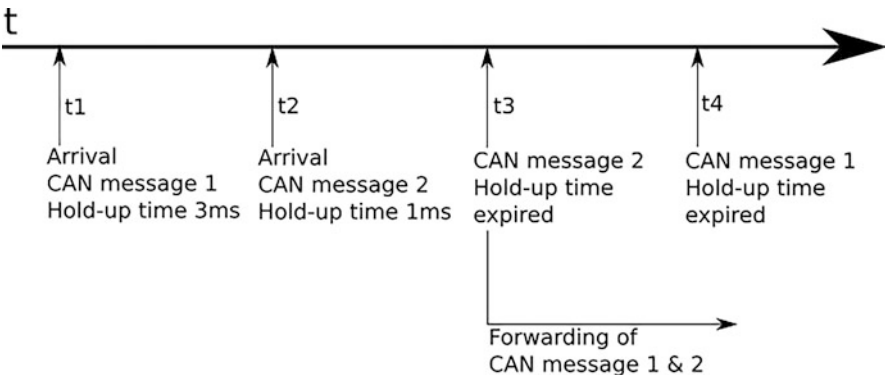 t
t1
t2
t3
t4
Arrival
CAN message 1
Hold-up time 3ms
Arrival
CAN message 2
Hold-up time 1ms
CAN message 2
Hold-up time
expired
CAN message 1
Hold-up time
expired
Forwarding of
CAN message 1 & 2